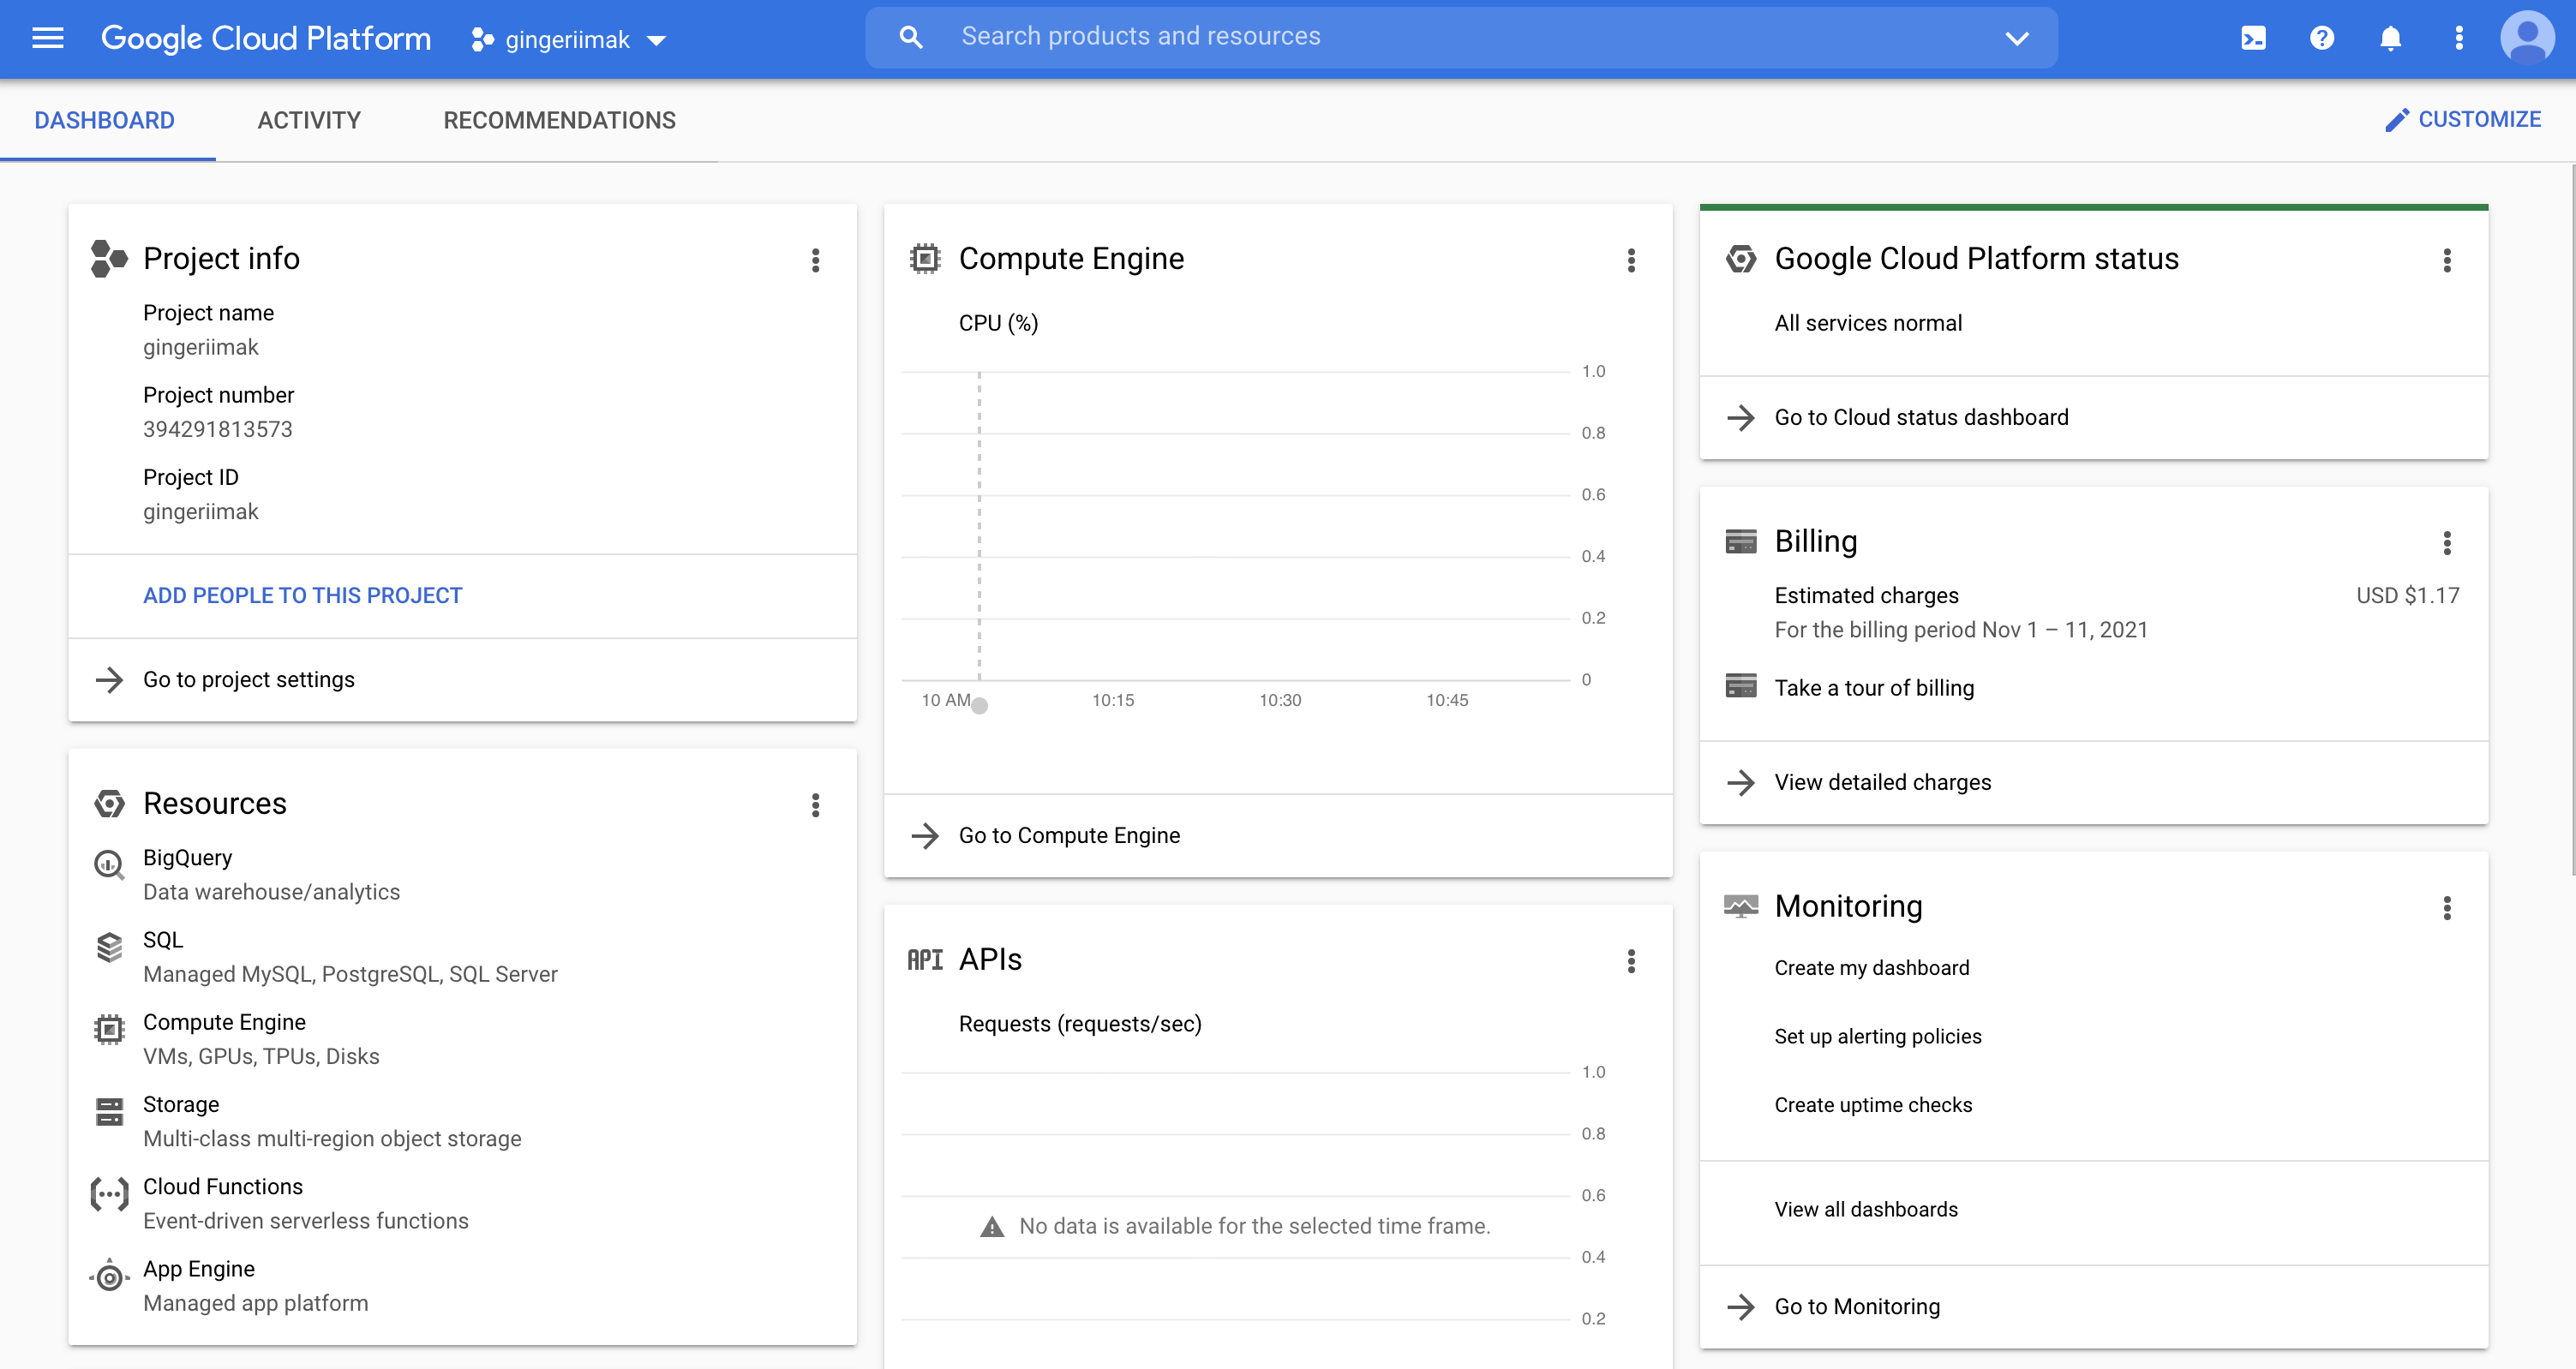 Google Cloud Platform
gingeriimak
Search products and resources
DASHBOARD
ACTIVITY
RECOMMENDATIONS
CUSTOMIZE
Project info
Project name
gingeriimak
Project number
394291813573
Project ID
gingeriimak
ADD PEOPLE TO THIS PROJECT
Go to project settings
Resources
BigQuery
Data warehouse/analytics
SQL
Managed MySQL, PostgreSQL, SQL Server
Compute Engine
VMs, GPUs, TPUs, Disks
Storage
Multi-class multi-region object storage
Cloud Functions
Event-driven serverless functions
App Engine
Managed app platform
Compute Engine
CPU (%)
1.0
0.8
0.6
0.4
0.2
0
10 AM 10:15 10:30 10:45
Go to Compute Engine
API APIs
Requests (requests/sec)
1.0
0.8
0.6
No data is available for the selected time frame.
0.4
0.2
Google Cloud Platform status
All services normal
Go to Cloud status dashboard
Billing
Estimated charges USD $1.17
For the billing period Nov 1 – 11, 2021
Take a tour of billing
View detailed charges
Monitoring
Create my dashboard
Set up alerting policies
Create uptime checks
View all dashboards
Go to Monitoring